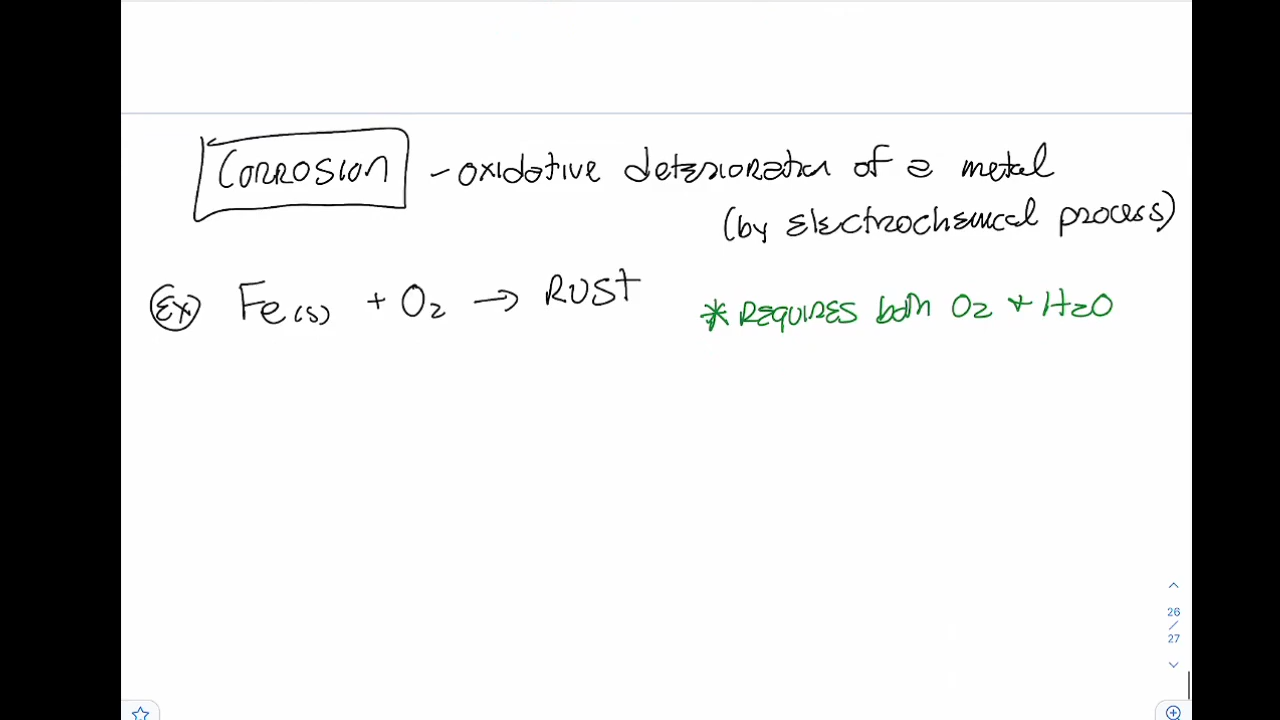 CORROSION - oxidative deterioration of a metal
(by electrochemical process)
Ex Fe(s) + O2 → RUST
* REQUIRES both O2 + H2O
26
/
27